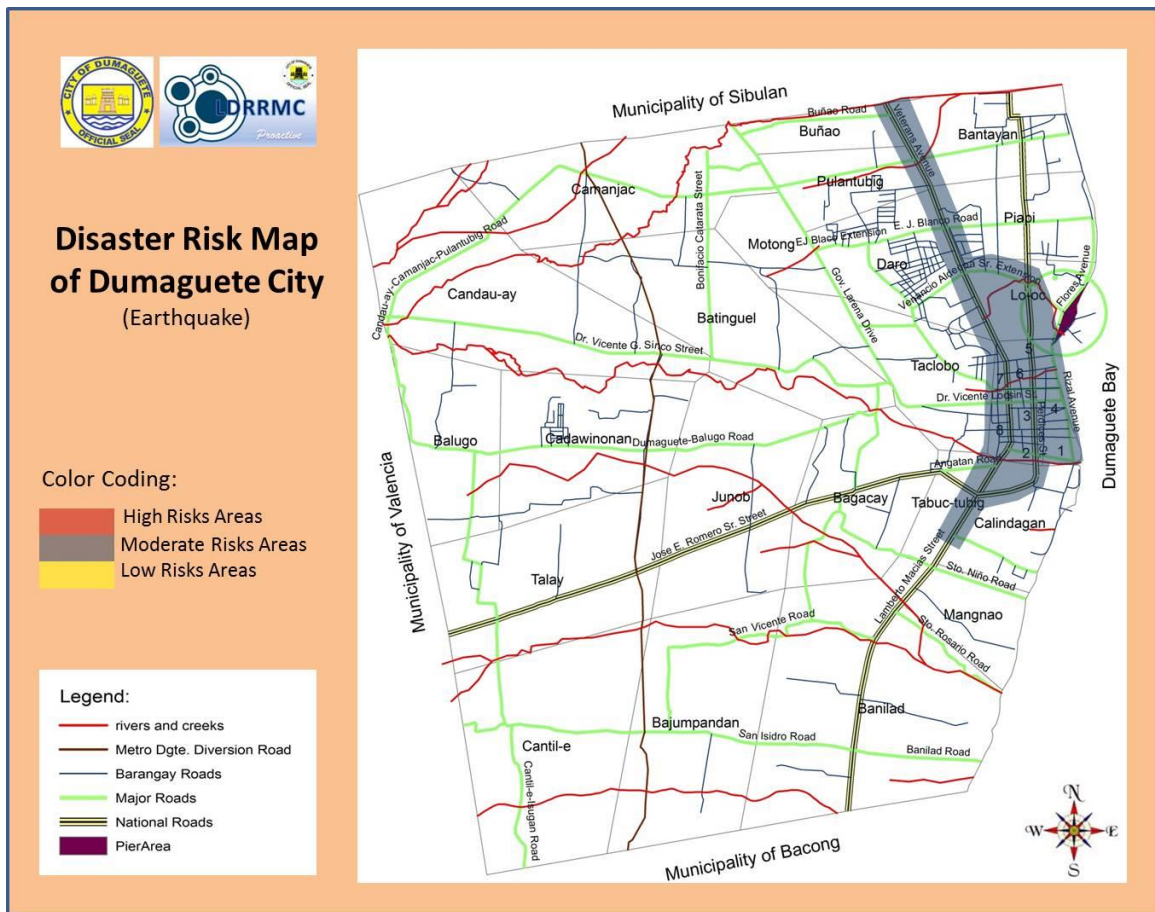 CITY OF DUMAGUETE
OFFICIAL SEAL
LDRRMC
Proactive
Disaster Risk Map
of Dumaguete City
(Earthquake)
Color Coding:
High Risks Areas
Moderate Risks Areas
Low Risks Areas
Legend:
rivers and creeks
Metro Dgte. Diversion Road
Barangay Roads
Major Roads
National Roads
PierArea
Municipality of Sibulan
Buñao Road
Buñao
Veterans Avenue
Bantayan
Camanjac
Pulantubig
Candau-ay-Camanjac-Pulantubig Road
Bonifacio Catarata Street
Motong
EJ Blaco Extension
E. J. Blanco Road
Piapi
Daro
Venancio Aldecoa Sr. Extension
Flores Avenue
Lo-oc
Candau-ay
Batinguel
Gov. Larena Drive
Dr. Vicente G. Sinco Street
Taclobo
5
6
7
Rizal Avenue
Dr. Vicente Locsin St.
Perdices St.
3
4
8
2
1
Dumaguete Bay
Balugo
Cadawinonan
Dumaguete-Balugo Road
Angatan Road
Municipality of Valencia
Junob
Bagacay
Tabuc-tubig
Calindagan
Jose E. Romero Sr. Street
Talay
Lamberto Macias Street
Sto. Niño Road
Mangnao
San Vicente Road
Sto. Rosario Road
Banilad
Bajumpandan
San Isidro Road
Banilad Road
Cantil-e
Cantil-e-Isugan Road
Municipality of Bacong
N
W
E
S